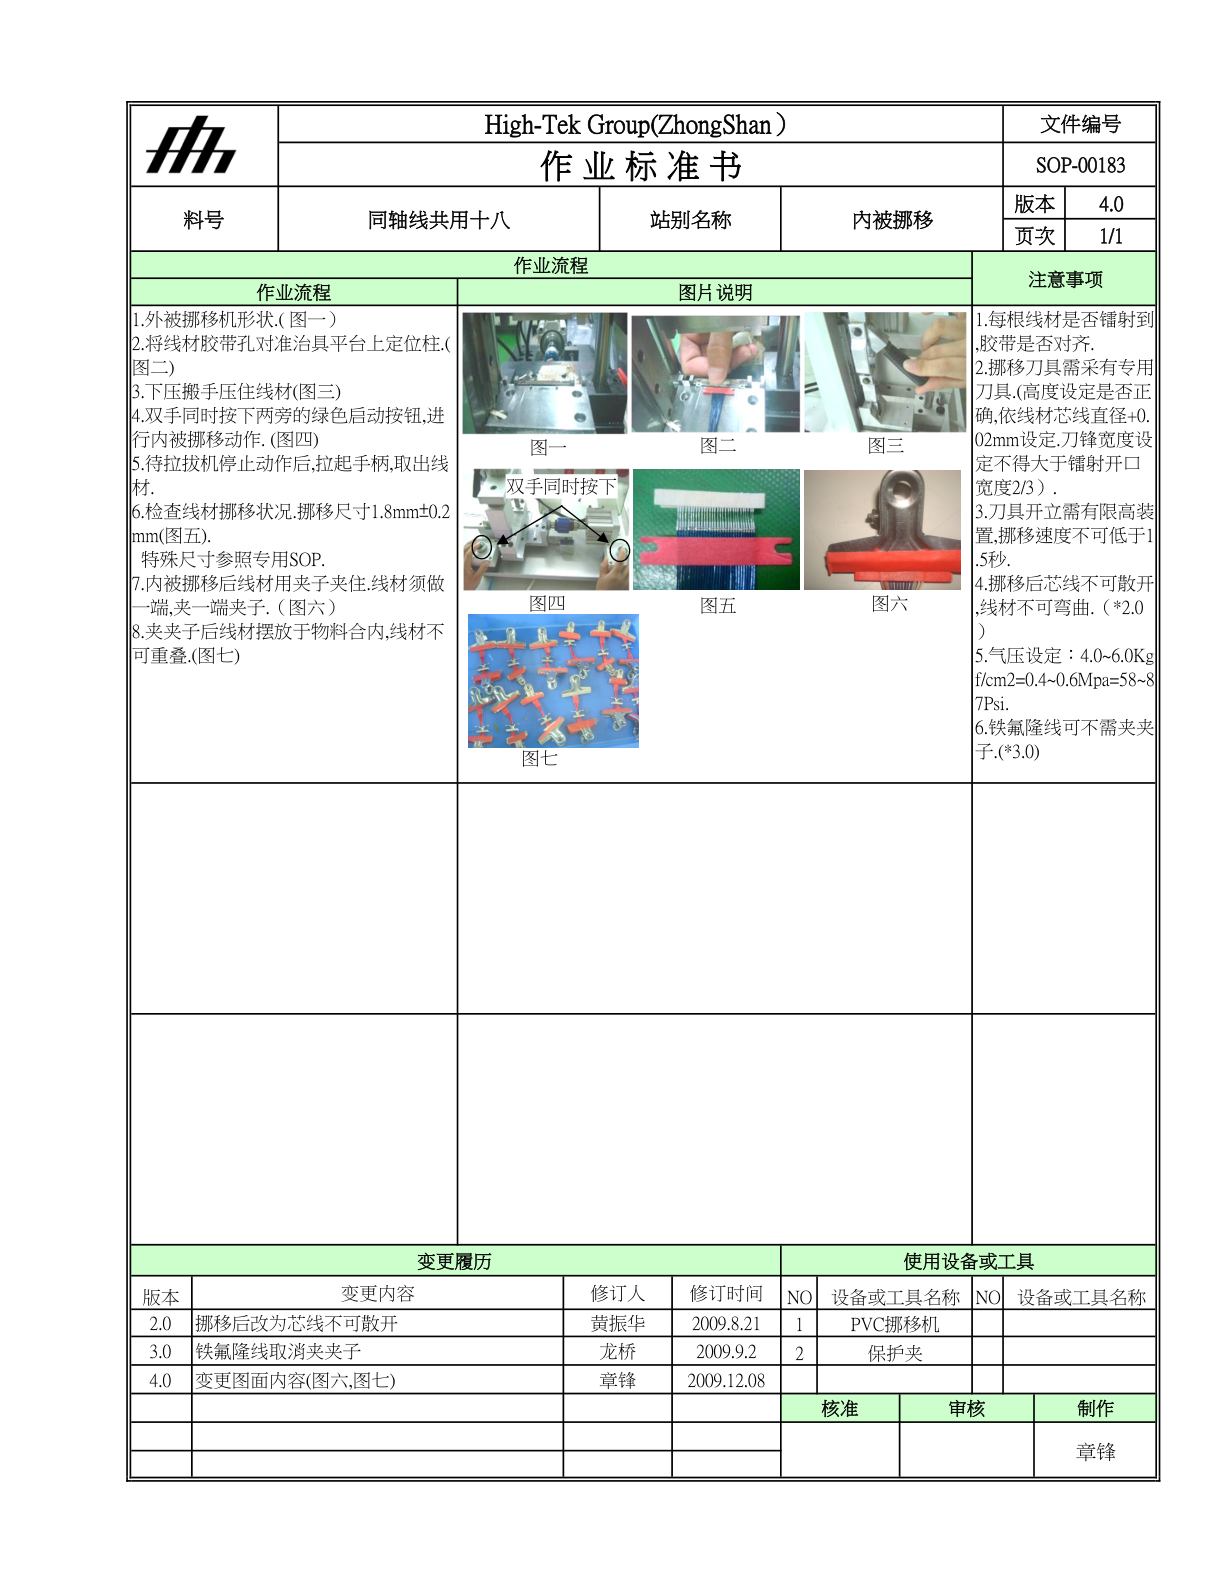 High-Tek Group(ZhongShan）
文件编号
作业标准书
SOP-00183
料号
同轴线共用十八
站别名称
内被挪移
版本
4.0
页次
1/1
作业流程
注意事项
作业流程
图片说明
1.外被挪移机形状.( 图一 ）
2.将线材胶带孔对准治具平台上定位柱.(
图二)
3.下压搬手压住线材(图三)
4.双手同时按下两旁的绿色启动按钮,进
行内被挪移动作. (图四)
5.待拉拔机停止动作后,拉起手柄,取出线
材.
6.检查线材挪移状况.挪移尺寸1.8mm±0.2
mm(图五).
特殊尺寸参照专用SOP.
7.内被挪移后线材用夹子夹住.线材须做
一端,夹一端夹子.（图六）
8.夹夹子后线材摆放于物料合内,线材不
可重叠.(图七)
图一
图二
图三
双手同时按下
图四
图五
图六
图七
1.每根线材是否镭射到
,胶带是否对齐.
2.挪移刀具需采有专用
刀具.(高度设定是否正
确,依线材芯线直径+0.
02mm设定.刀锋宽度设
定不得大于镭射开口
宽度2/3）.
3.刀具开立需有限高装
置,挪移速度不可低于1
.5秒.
4.挪移后芯线不可散开
,线材不可弯曲.（*2.0
）
5.气压设定：4.0~6.0Kg
f/cm2=0.4~0.6Mpa=58~8
7Psi.
6.铁氟隆线可不需夹夹
子.(*3.0)
变更履历
使用设备或工具
版本
变更内容
修订人
修订时间
NO
设备或工具名称
NO
设备或工具名称
2.0
挪移后改为芯线不可散开
黄振华
2009.8.21
1
PVC挪移机
3.0
铁氟隆线取消夹夹子
龙桥
2009.9.2
2
保护夹
4.0
变更图面内容(图六,图七)
章锋
2009.12.08
核准
审核
制作
章锋